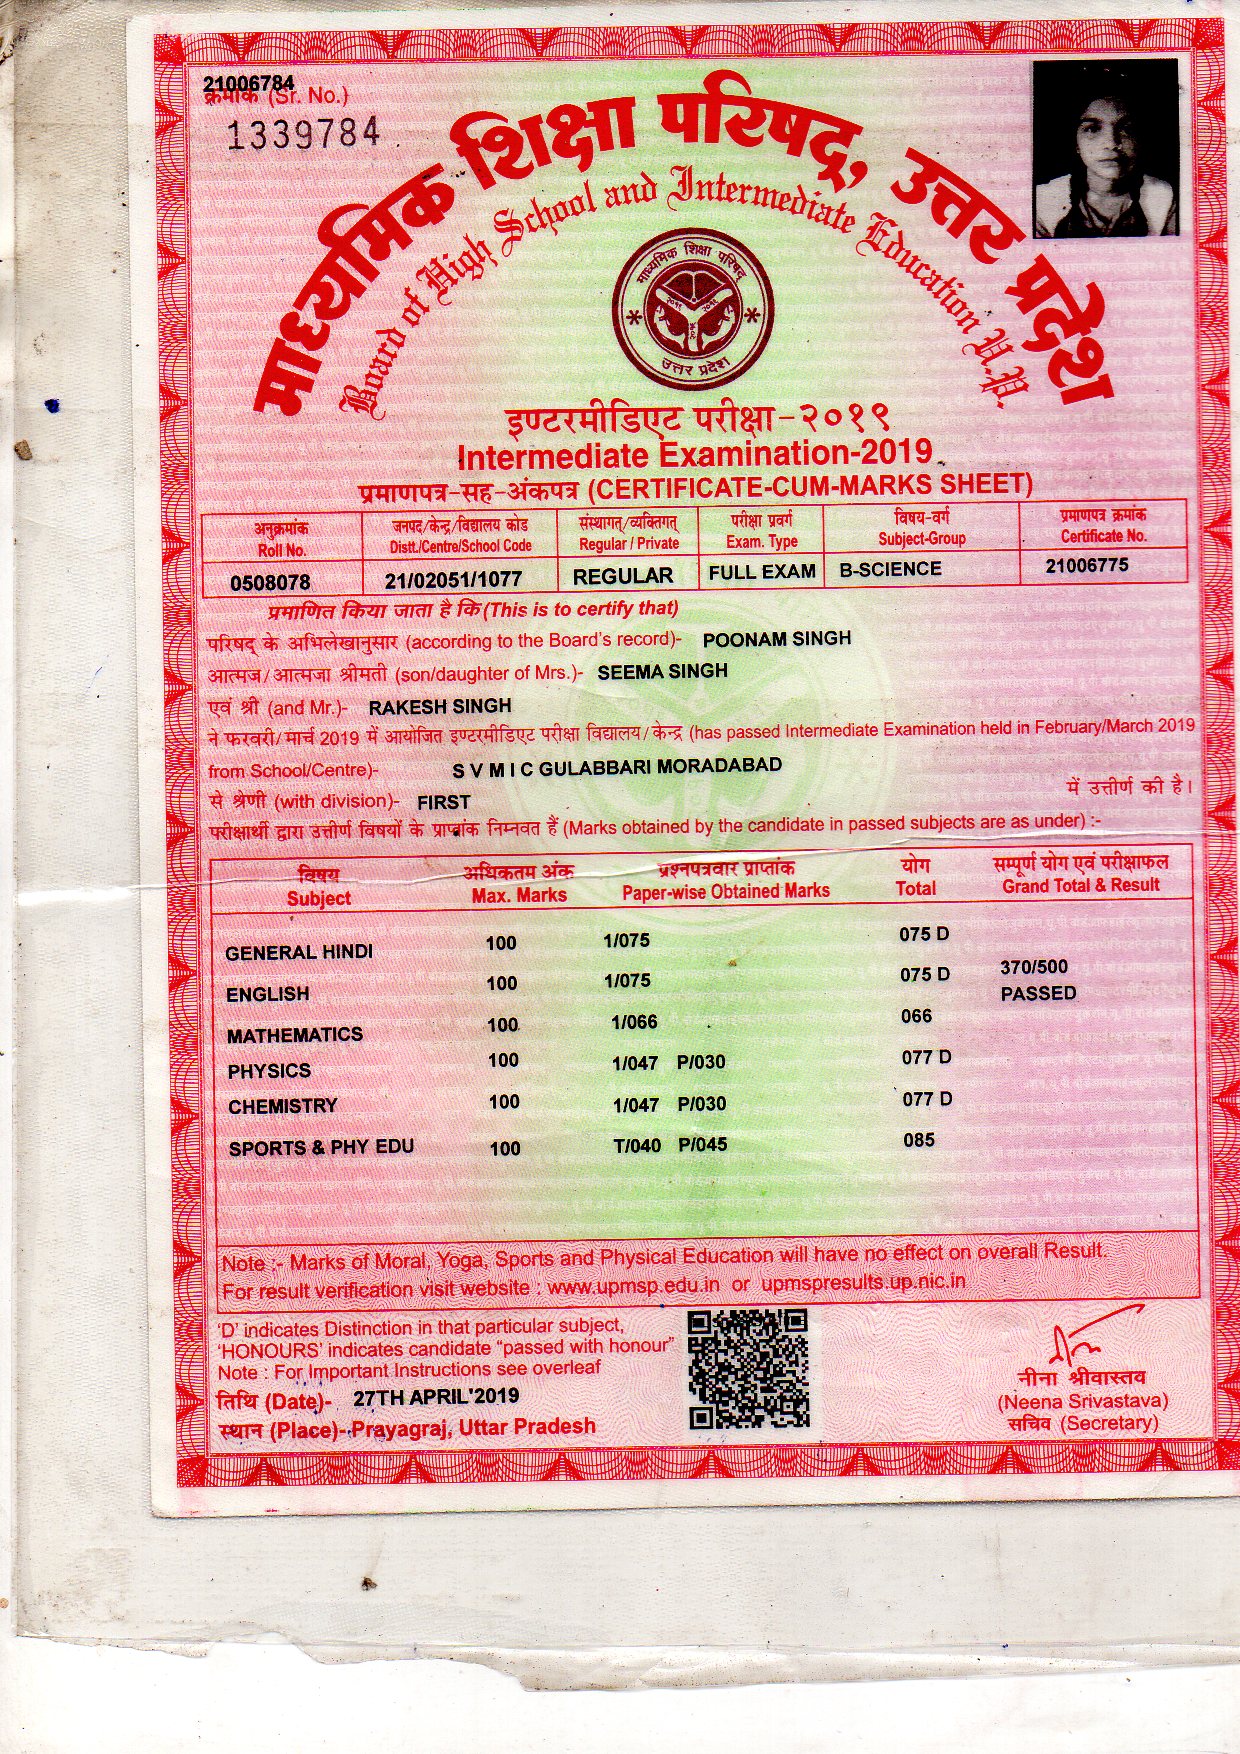 21006784
क्रमांक (Sr. No.)
1339784
माध्यमिक शिक्षा परिषद्, उत्तर प्रदेश
Board of High School and Intermediate Education U.P.
माध्यमिक शिक्षा परिषद्
उत्तर प्रदेश
इण्टरमीडिएट परीक्षा-२०१९
Intermediate Examination-2019
प्रमाणपत्र-सह-अंकपत्र (CERTIFICATE-CUM-MARKS SHEET)
अनुक्रमांक जनपद/केन्द्र/विद्यालय कोड संस्थागत/व्यक्तिगत परीक्षा प्रवर्ग विषय-वर्ग प्रमाणपत्र क्रमांक
Roll No. Distt./Centre/School Code Regular / Private Exam. Type Subject-Group Certificate No.
0508078 21/02051/1077 REGULAR FULL EXAM B-SCIENCE 21006775
प्रमाणित किया जाता है कि (This is to certify that)
परिषद् के अभिलेखानुसार (according to the Board's record)- POONAM SINGH
आत्मज/आत्मजा श्रीमती (son/daughter of Mrs.)- SEEMA SINGH
एवं श्री (and Mr.)- RAKESH SINGH
ने फरवरी/मार्च 2019 में आयोजित इण्टरमीडिएट परीक्षा विद्यालय/केन्द्र (has passed Intermediate Examination held in February/March 2019
from School/Centre)- S V M I C GULABBARI MORADABAD
से श्रेणी (with division)- FIRST में उत्तीर्ण की है।
परीक्षार्थी द्वारा उत्तीर्ण विषयों के प्राप्तांक निम्नवत हैं (Marks obtained by the candidate in passed subjects are as under) :-
विषय अधिकतम अंक प्रश्नपत्रवार प्राप्तांक योग सम्पूर्ण योग एवं परीक्षाफल
Subject Max. Marks Paper-wise Obtained Marks Total Grand Total & Result
GENERAL HINDI 100 1/075 075 D
ENGLISH 100 1/075 075 D 370/500
PASSED
MATHEMATICS 100 1/066 066
PHYSICS 100 1/047 P/030 077 D
CHEMISTRY 100 1/047 P/030 077 D
SPORTS & PHY EDU 100 T/040 P/045 085
Note :- Marks of Moral, Yoga, Sports and Physical Education will have no effect on overall Result.
For result verification visit website : www.upmsp.edu.in or upmspresults.up.nic.in
'D' indicates Distinction in that particular subject,
'HONOURS' indicates candidate "passed with honour"
Note : For Important Instructions see overleaf
तिथि (Date)- 27TH APRIL'2019
स्थान (Place)- Prayagraj, Uttar Pradesh
नीना श्रीवास्तव
(Neena Srivastava)
सचिव (Secretary)